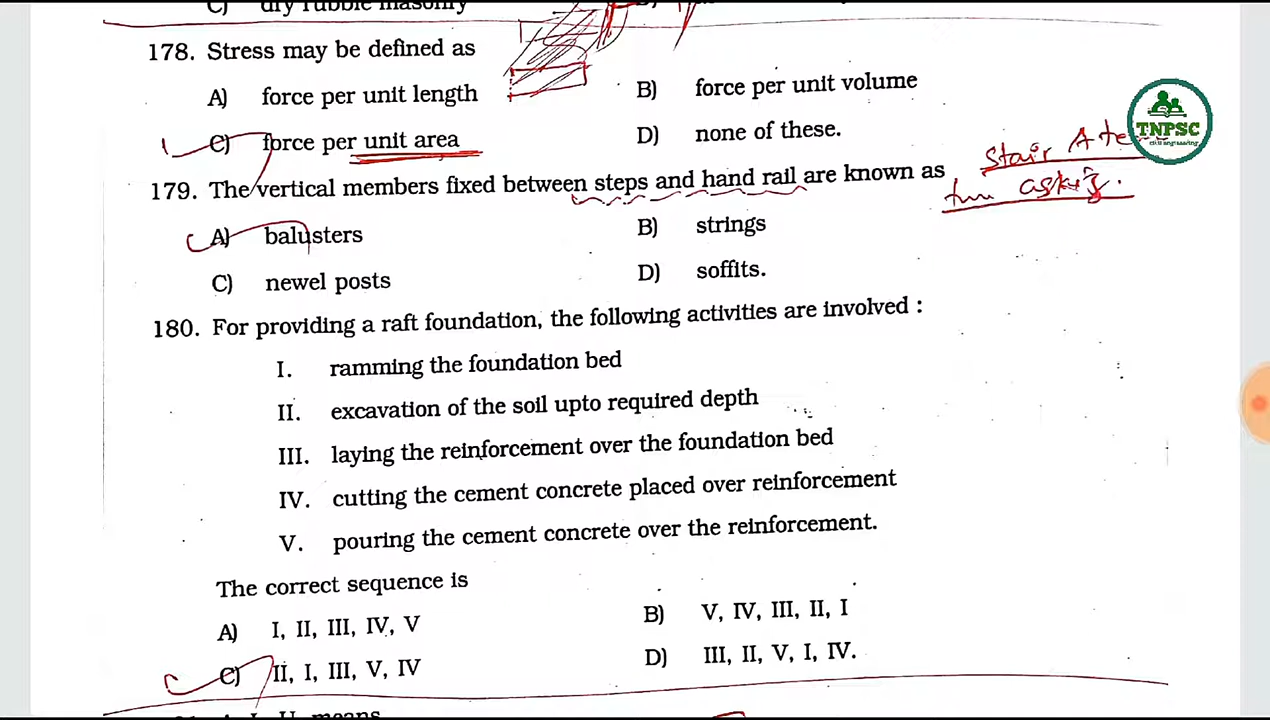 C) dry rubble masonry
178. Stress may be defined as
A) force per unit length
B) force per unit volume
C) force per unit area
D) none of these.
179. The vertical members fixed between steps and hand rail are known as
A) balusters
B) strings
C) newel posts
D) soffits.
Stair
TNPSC
180. For providing a raft foundation, the following activities are involved :
I. ramming the foundation bed
II. excavation of the soil upto required depth
III. laying the reinforcement over the foundation bed
IV. cutting the cement concrete placed over reinforcement
V. pouring the cement concrete over the reinforcement.
The correct sequence is
A) I, II, III, IV, V
B) V, IV, III, II, I
C) II, I, III, V, IV
D) III, II, V, I, IV.
means